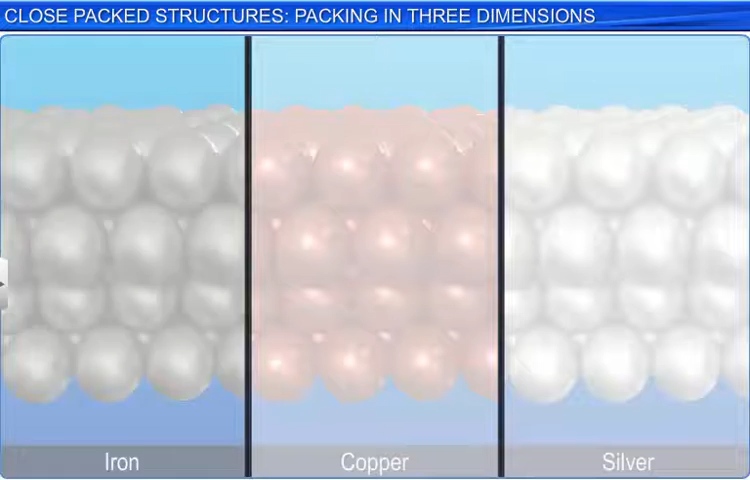 CLOSE PACKED STRUCTURES: PACKING IN THREE DIMENSIONS
Iron
Copper
Silver